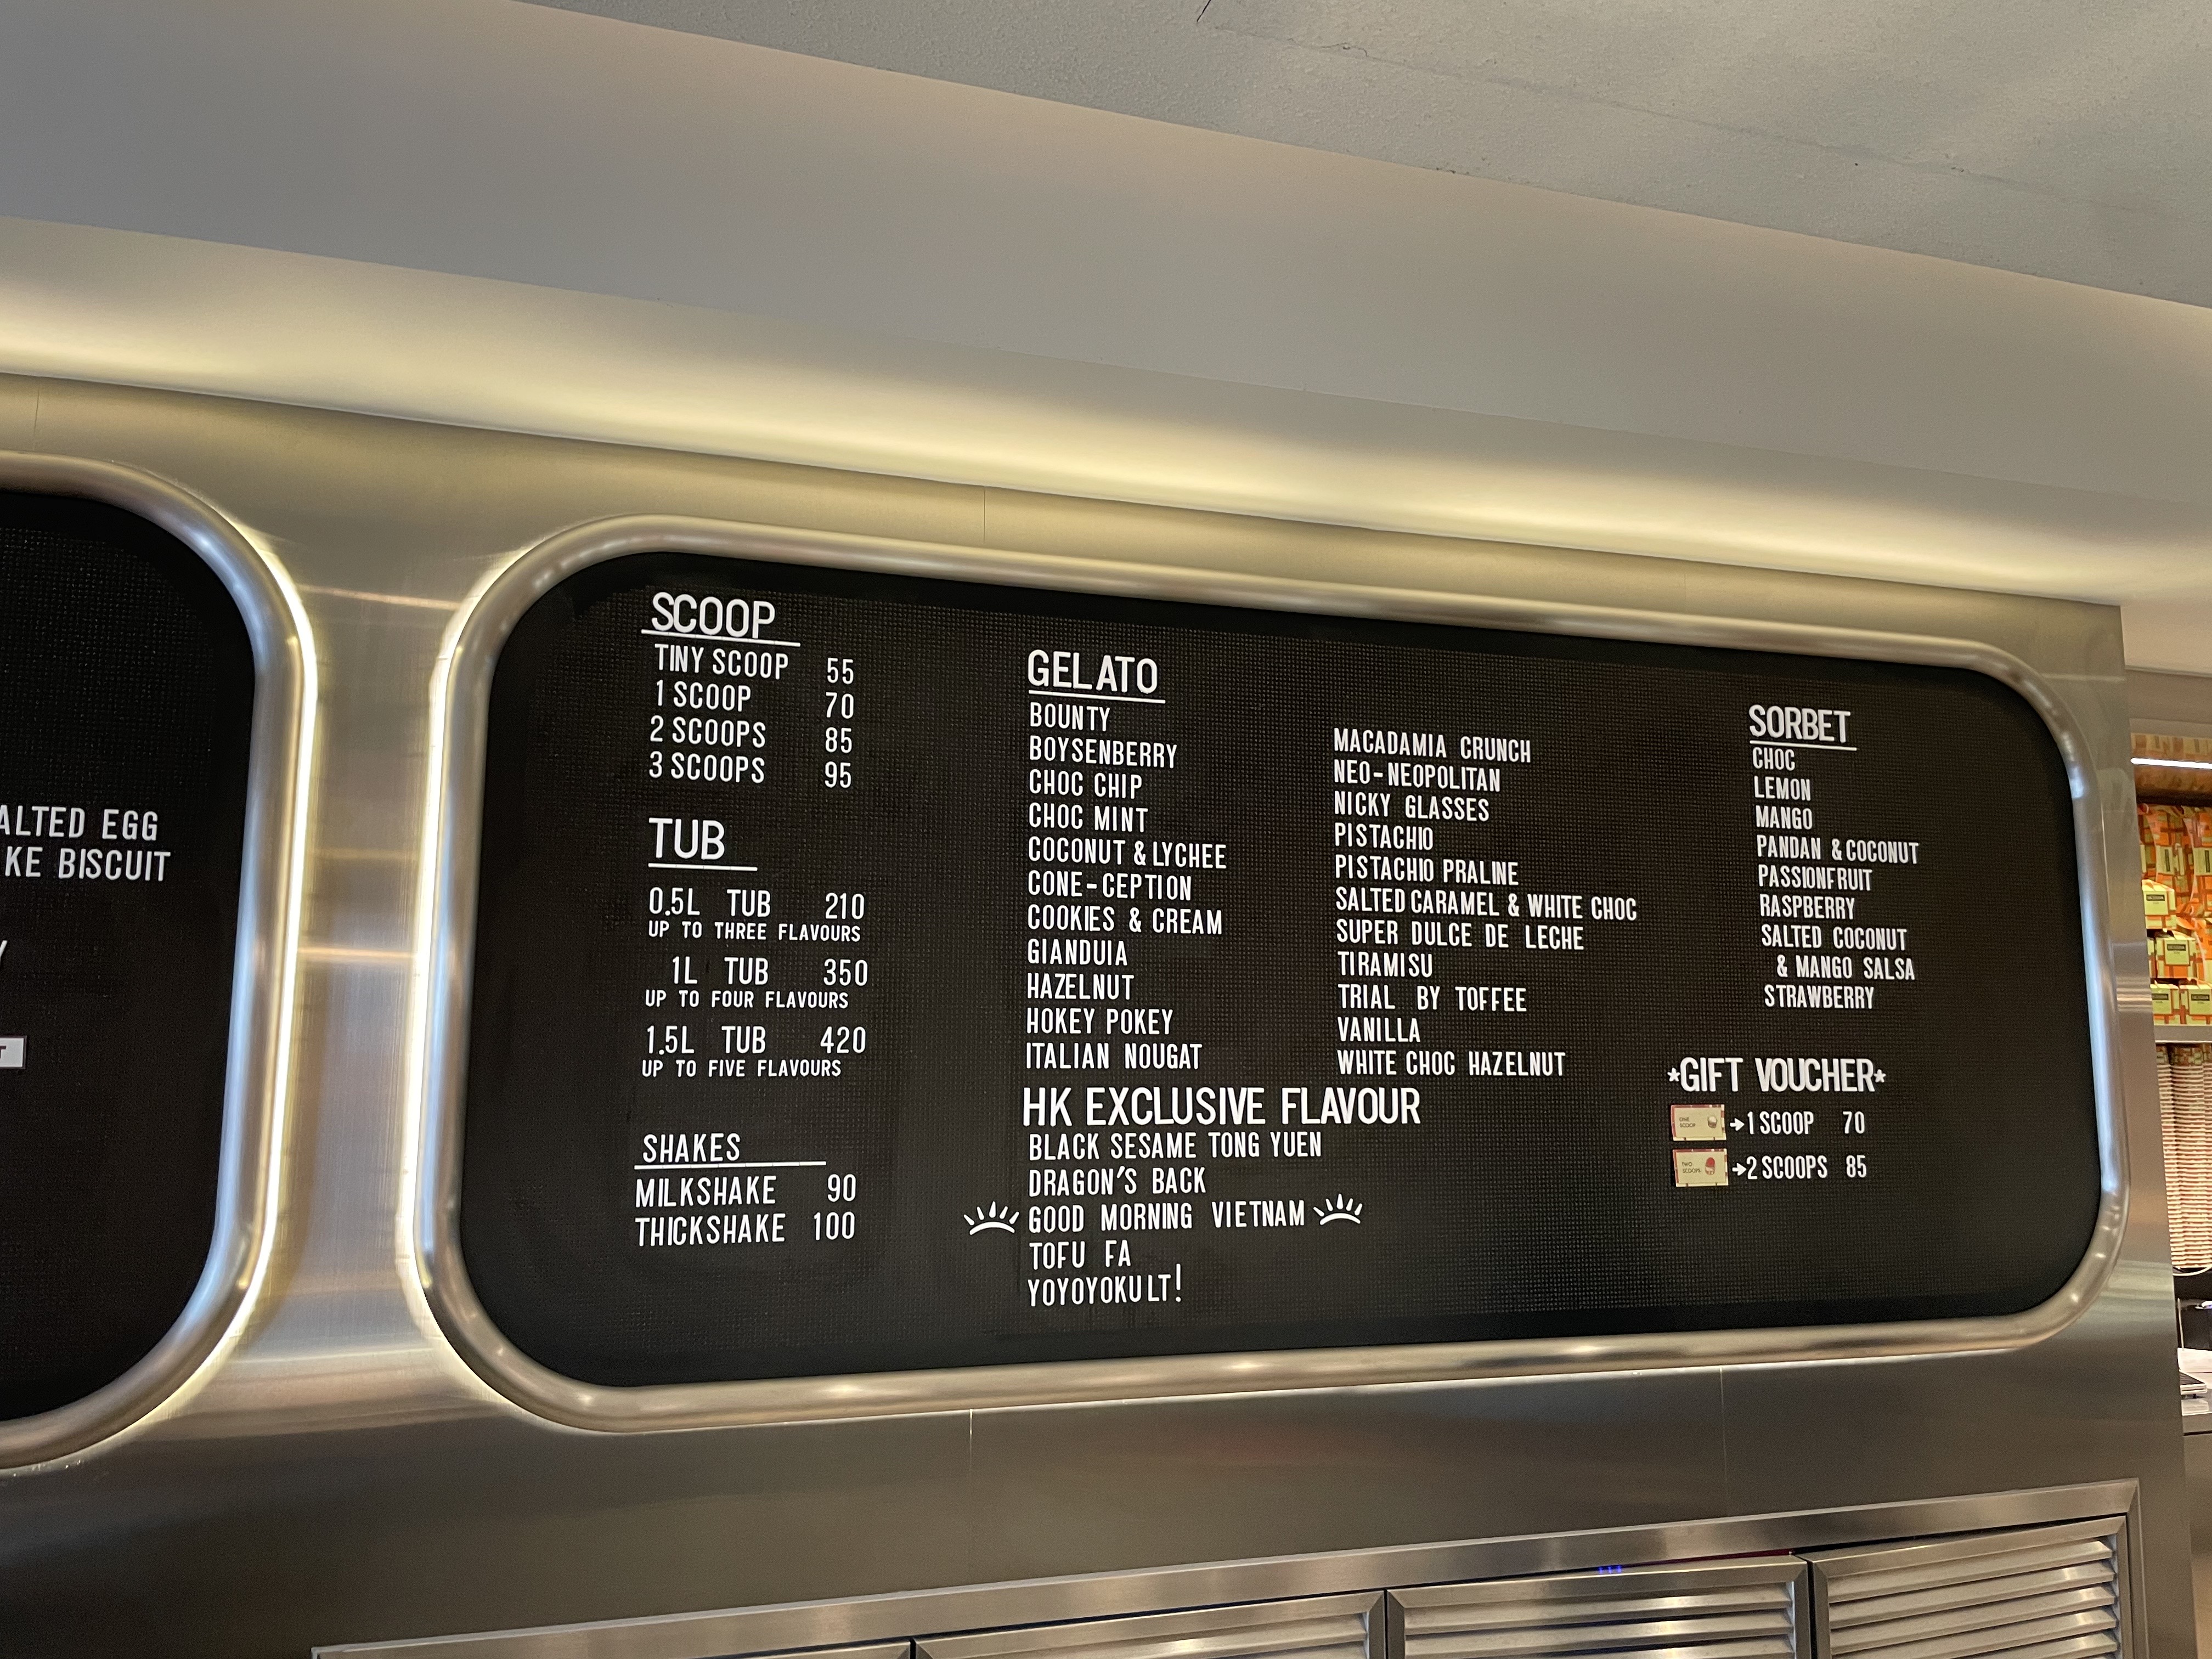 ALTED EGG
KE BISCUIT
Y
T
SCOOP
TINY SCOOP 55
1 SCOOP 70
2 SCOOPS 85
3 SCOOPS 95
TUB
0.5L TUB 210
UP TO THREE FLAVOURS
1L TUB 350
UP TO FOUR FLAVOURS
1.5L TUB 420
UP TO FIVE FLAVOURS
SHAKES
MILKSHAKE 90
THICKSHAKE 100
GELATO
BOUNTY
BOYSENBERRY
CHOC CHIP
CHOC MINT
COCONUT & LYCHEE
CONE-CEPTION
COOKIES & CREAM
GIANDUIA
HAZELNUT
HOKEY POKEY
ITALIAN NOUGAT
MACADAMIA CRUNCH
NEO-NEOPOLITAN
NICKY GLASSES
PISTACHIO
PISTACHIO PRALINE
SALTED CARAMEL & WHITE CHOC
SUPER DULCE DE LECHE
TIRAMISU
TRIAL BY TOFFEE
VANILLA
WHITE CHOC HAZELNUT
HK EXCLUSIVE FLAVOUR
BLACK SESAME TONG YUEN
DRAGON'S BACK
GOOD MORNING VIETNAM
TOFU FA
YOYOYOKULT!
SORBET
CHOC
LEMON
MANGO
PANDAN & COCONUT
PASSIONFRUIT
RASPBERRY
SALTED COCONUT
& MANGO SALSA
STRAWBERRY
*GIFT VOUCHER*
ONE SCOOP →1 SCOOP 70
TWO SCOOPS →2 SCOOPS 85